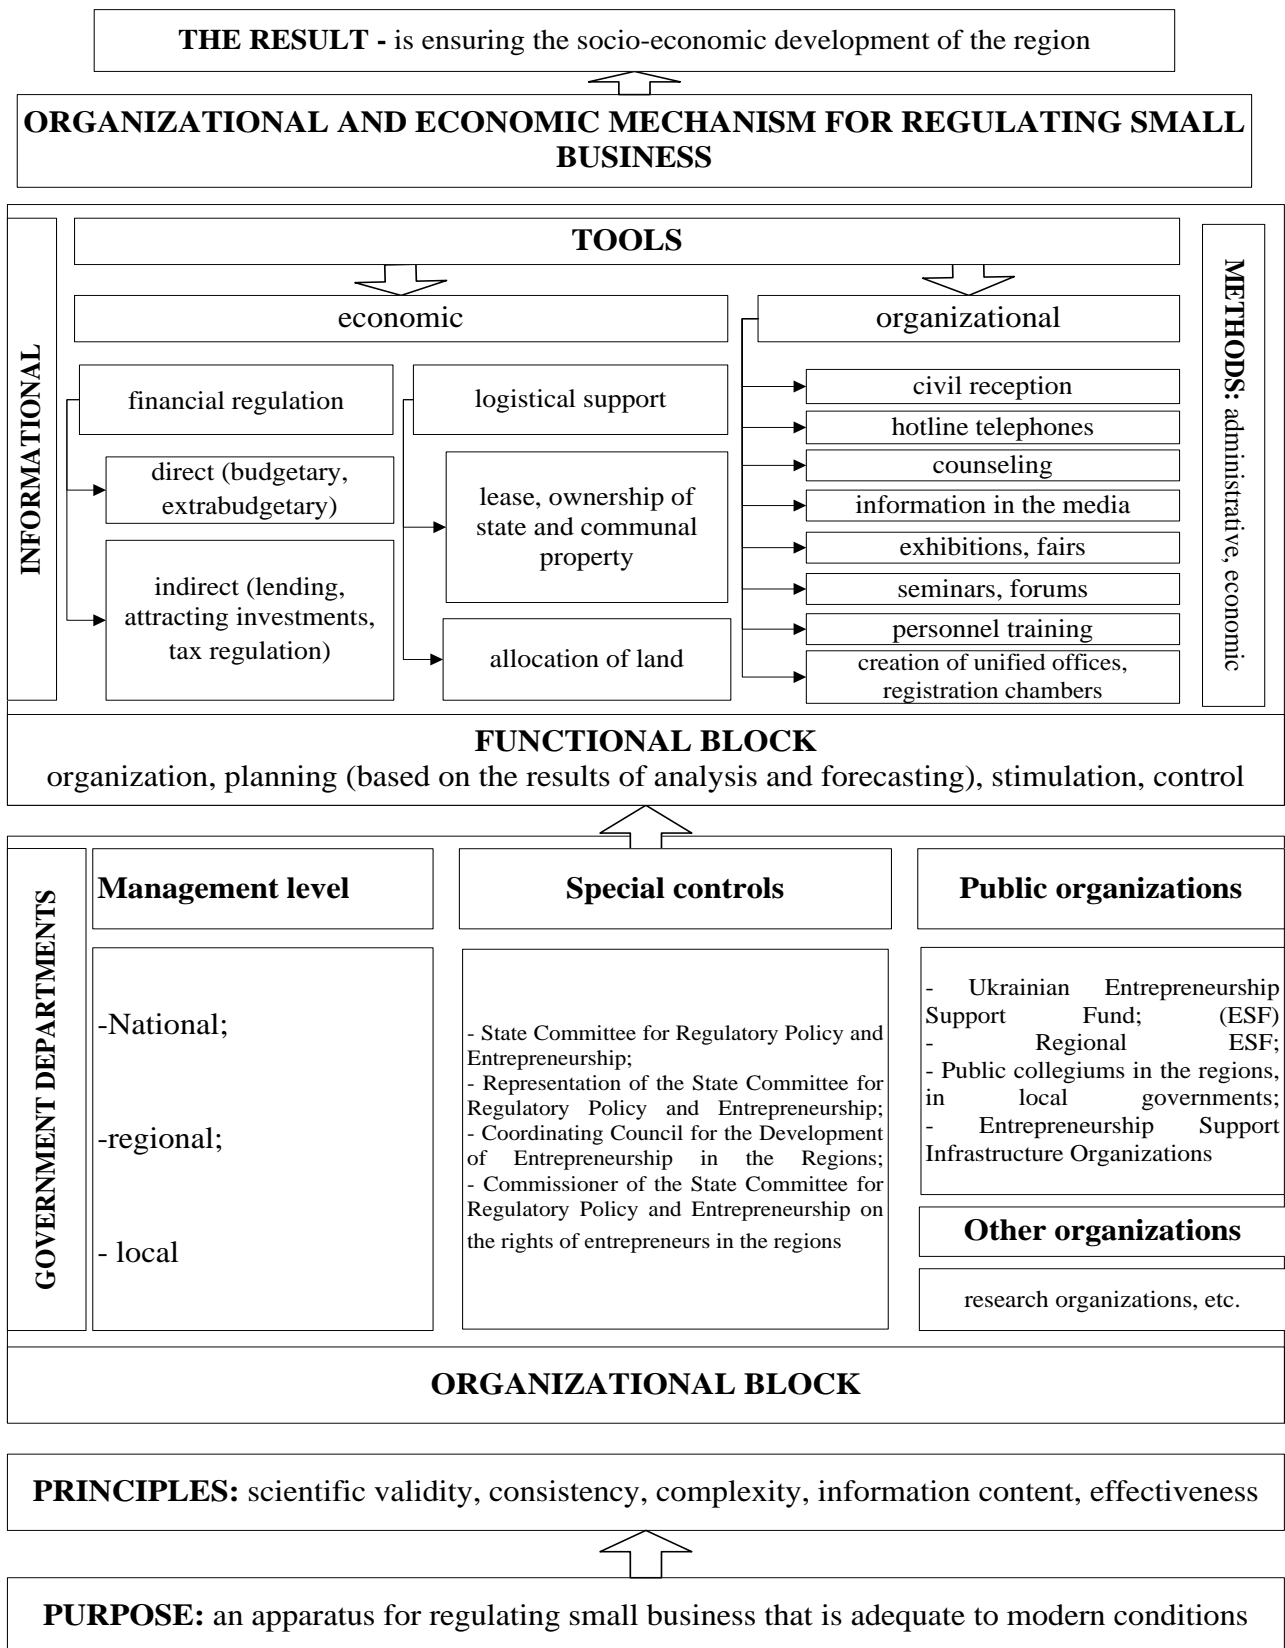 THE RESULT - is ensuring the socio-economic development of the region
ORGANIZATIONAL AND ECONOMIC MECHANISM FOR REGULATING SMALL
BUSINESS
INFORMATIONAL
TOOLS
economic
financial regulation
direct (budgetary,
extrabudgetary)
indirect (lending,
attracting investments,
tax regulation)
logistical support
lease, ownership of
state and communal
property
allocation of land
organizational
civil reception
hotline telephones
counseling
information in the media
exhibitions, fairs
seminars, forums
personnel training
creation of unified offices,
registration chambers
METHODS: administrative, economic
FUNCTIONAL BLOCK
organization, planning (based on the results of analysis and forecasting), stimulation, control
GOVERNMENT DEPARTMENTS
Management level
-National;
-regional;
- local
Special controls
- State Committee for Regulatory Policy and
Entrepreneurship;
- Representation of the State Committee for
Regulatory Policy and Entrepreneurship;
- Coordinating Council for the Development
of Entrepreneurship in the Regions;
- Commissioner of the State Committee for
Regulatory Policy and Entrepreneurship on
the rights of entrepreneurs in the regions
Public organizations
- Ukrainian Entrepreneurship
Support Fund; (ESF)
- Regional ESF;
- Public collegiums in the regions,
in local governments;
- Entrepreneurship Support
Infrastructure Organizations
Other organizations
research organizations, etc.
ORGANIZATIONAL BLOCK
PRINCIPLES: scientific validity, consistency, complexity, information content, effectiveness
PURPOSE: an apparatus for regulating small business that is adequate to modern conditions